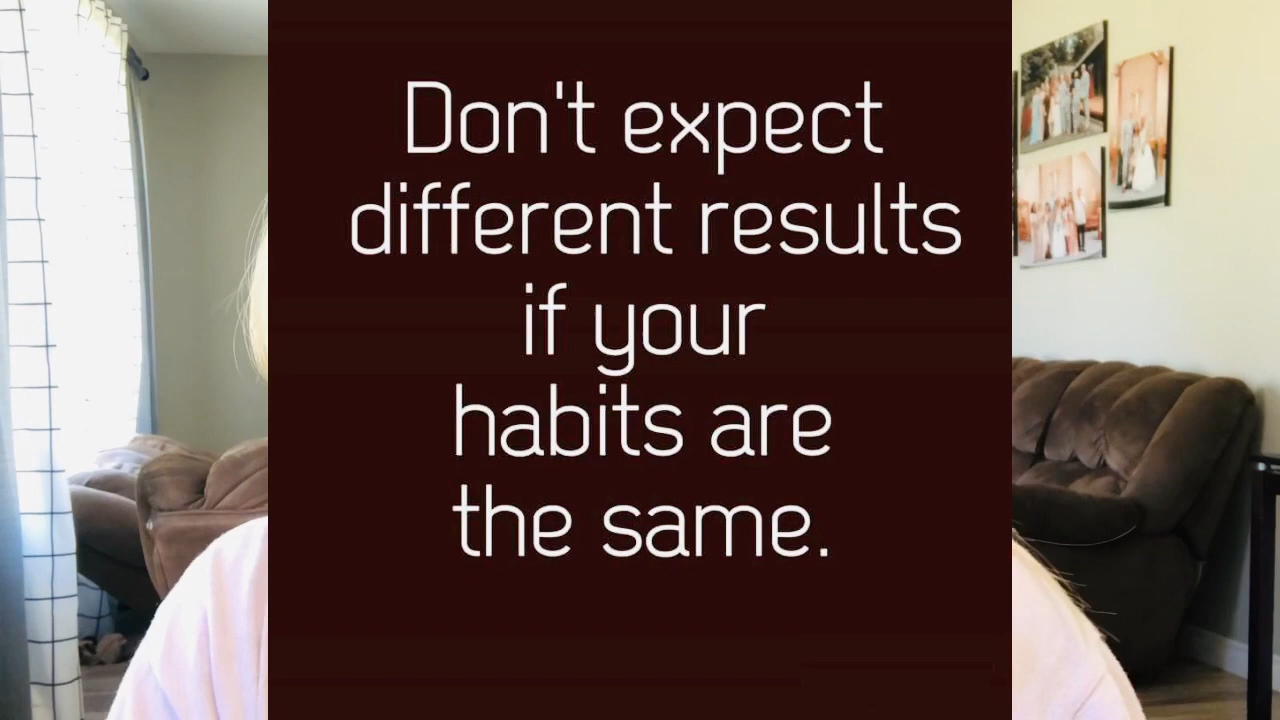 Don't expect
different results
if your
habits are
the same.